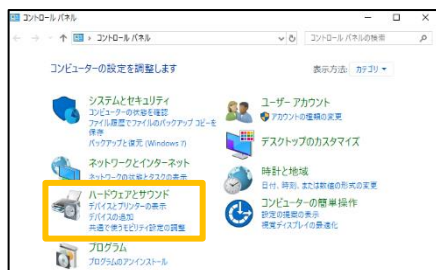 コントロール パネル
コントロール パネル
コントロール パネルの検索
コンピューターの設定を調整します
表示方法: カテゴリ
システムとセキュリティ
コンピューターの状態を確認
ファイル履歴でファイルのバックアップ コピーを
保存
バックアップと復元 (Windows 7)
ネットワークとインターネット
ネットワークの状態とタスクの表示
ハードウェアとサウンド
デバイスとプリンターの表示
デバイスの追加
共通で使うモビリティ設定の調整
プログラム
プログラムのアンインストール
ユーザー アカウント
アカウントの種類の変更
デスクトップのカスタマイズ
時計と地域
日付、時刻、または数値の形式の変更
コンピューターの簡単操作
設定の提案の表示
視覚ディスプレイの最適化